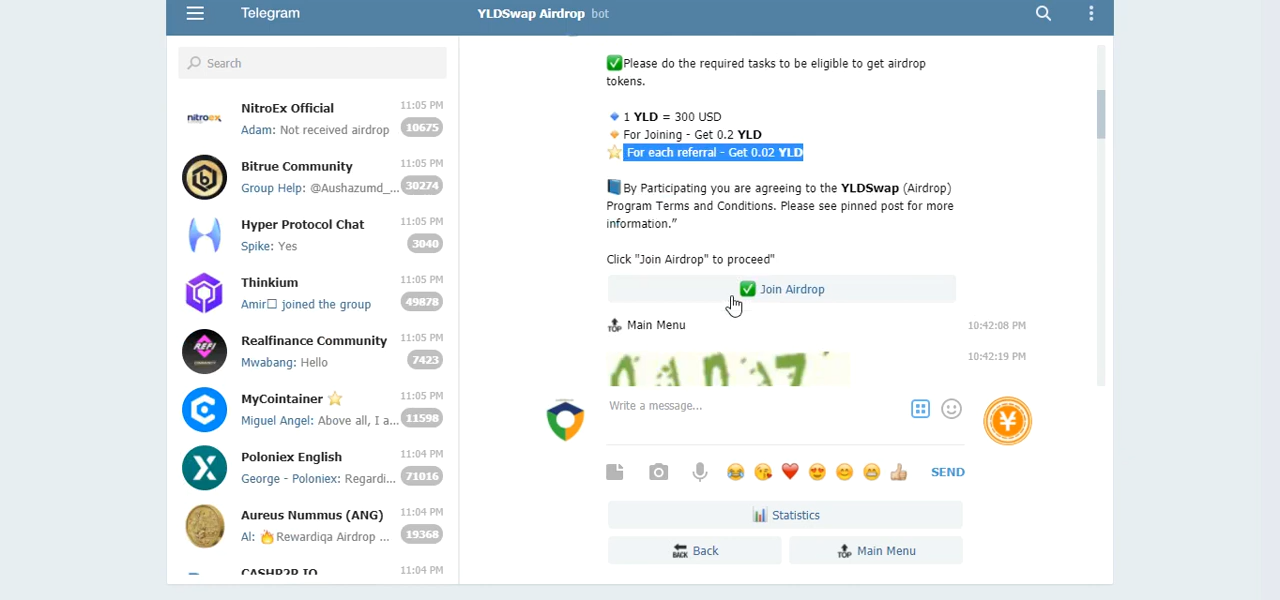 Telegram
YLDSwap Airdrop bot
Search
NitroEx Official 11:05 PM
Adam: Not received airdrop 10675
Bitrue Community 11:05 PM
Group Help: @Aushazumd_... 30274
Hyper Protocol Chat 11:05 PM
Spike: Yes 3040
Thinkium 11:05 PM
Amir□ joined the group 49878
Realfinance Community 11:05 PM
Mwabang: Hello 7423
MyCointainer ⭐ 11:05 PM
Miguel Angel: Above all, I a... 11598
Poloniex English 11:04 PM
George - Poloniex: Regardi... 71016
Aureus Nummus (ANG) 11:04 PM
Al: 🔥Rewardiqa Airdrop ... 19368
CASHP2P IO 11:04 PM
nitroex
REFI
✅Please do the required tasks to be eligible to get airdrop
tokens.
🔹 1 YLD = 300 USD
🔸 For Joining - Get 0.2 YLD
⭐ For each referral - Get 0.02 YLD
📘By Participating you are agreeing to the YLDSwap (Airdrop)
Program Terms and Conditions. Please see pinned post for more
information.”
Click "Join Airdrop" to proceed"
✅ Join Airdrop
🔝 Main Menu 10:42:08 PM
10:42:19 PM
Write a message...
SEND
📊 Statistics
🔙 Back
🔝 Main Menu